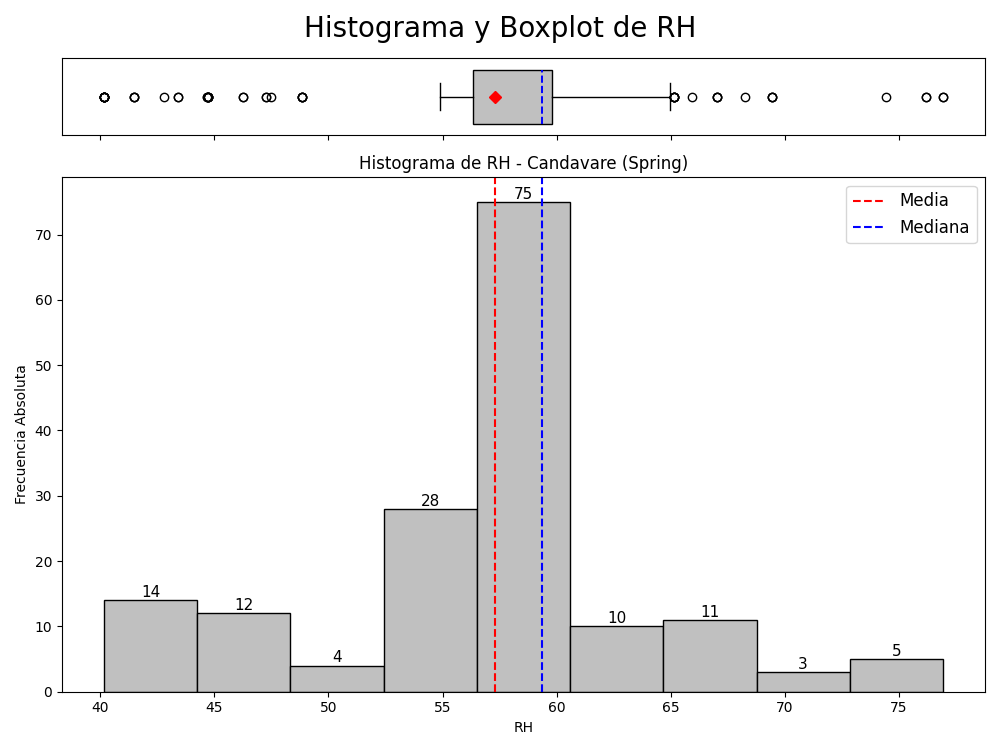 Histograma y Boxplot de RH
Histograma de RH - Candavare (Spring)
Media
Mediana
75
28
14
12
4
10
11
3
5
70
60
50
40
30
20
10
0
Frecuencia Absoluta
40 45 50 55 60 65 70 75
RH